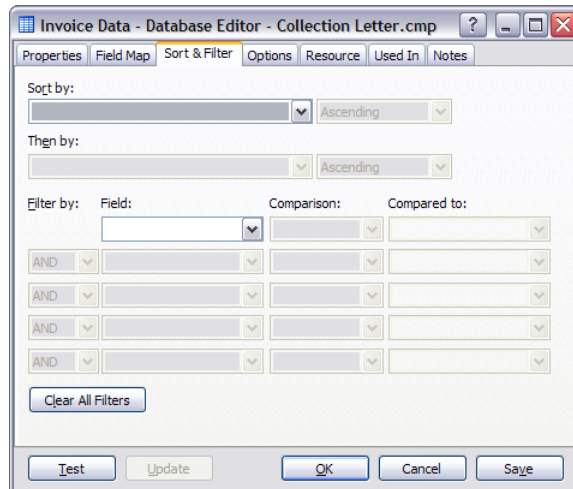 Invoice Data - Database Editor - Collection Letter.cmp
Properties Field Map Sort & Filter Options Resource Used In Notes
Sort by:
Ascending
Then by:
Ascending
Filter by: Field: Comparison: Compared to:
AND
AND
AND
AND
Clear All Filters
Test Update OK Cancel Save